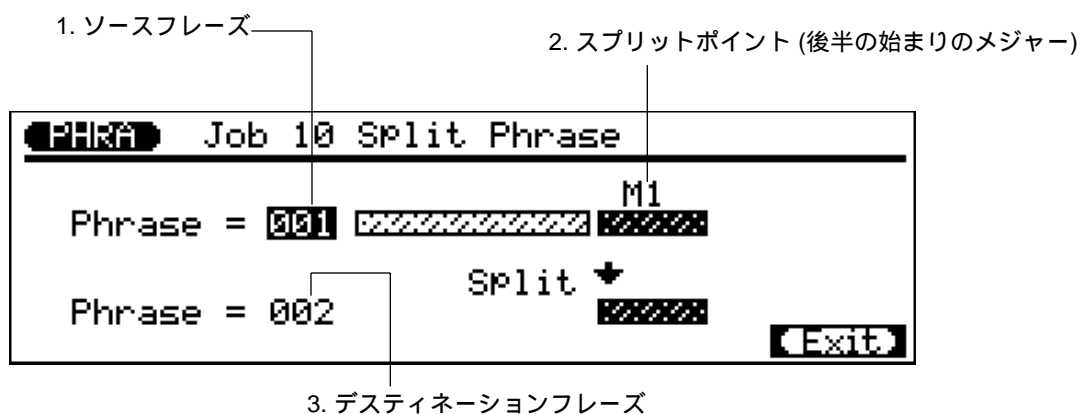 1. ソースフレーズ
2. スプリットポイント (後半の始まりのメジャー)
PHRA Job 10 Split Phrase
M1
Phrase = 001
Split
Phrase = 002
Exit
3. デスティネーションフレーズ